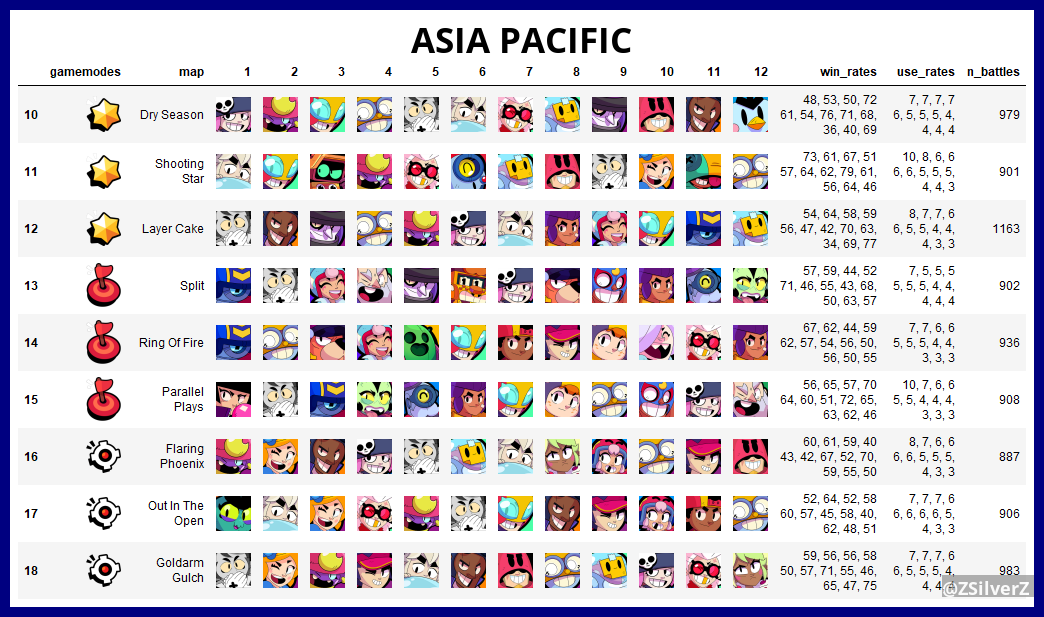 ASIA PACIFIC
gamemodes map 1 2 3 4 5 6 7 8 9 10 11 12 win_rates use_rates n_battles
10 Dry Season 48, 53, 50, 72 7, 7, 7, 7 979
61, 54, 76, 71, 68, 6, 5, 5, 5, 4,
36, 40, 69 4, 4, 4
11 Shooting 73, 61, 67, 51 10, 8, 6, 6 901
Star 57, 64, 62, 79, 61, 6, 6, 5, 5, 5,
56, 64, 46 4, 4, 3
12 Layer Cake 54, 64, 58, 59 8, 7, 7, 6 1163
56, 47, 42, 70, 63, 6, 5, 5, 4, 4,
34, 69, 77 4, 3, 3
13 Split 57, 59, 44, 52 7, 5, 5, 5 902
71, 46, 55, 43, 68, 5, 5, 5, 4, 4,
50, 63, 57 4, 4, 4
14 Ring Of Fire 67, 62, 44, 59 7, 7, 6, 6 936
62, 57, 54, 56, 50, 5, 5, 5, 4, 4,
56, 50, 55 3, 3, 3
15 Parallel 56, 65, 57, 70 10, 7, 6, 6 908
Plays 64, 60, 51, 72, 65, 5, 5, 4, 4, 4,
63, 62, 46 3, 3, 3
16 Flaring 60, 61, 59, 40 8, 7, 6, 6 887
Phoenix 43, 42, 67, 52, 70, 6, 6, 5, 5, 5,
59, 55, 50 4, 3, 3
17 Out In The 52, 64, 52, 58 7, 7, 7, 6 906
Open 60, 57, 45, 58, 40, 6, 6, 6, 6, 5,
62, 48, 51 4, 3, 3
18 Goldarm 59, 56, 56, 58 7, 7, 7, 6 983
Gulch 50, 57, 71, 55, 46, 6, 5, 5, 5, 4,
65, 47, 75 4, 4,
@ZSilverZ